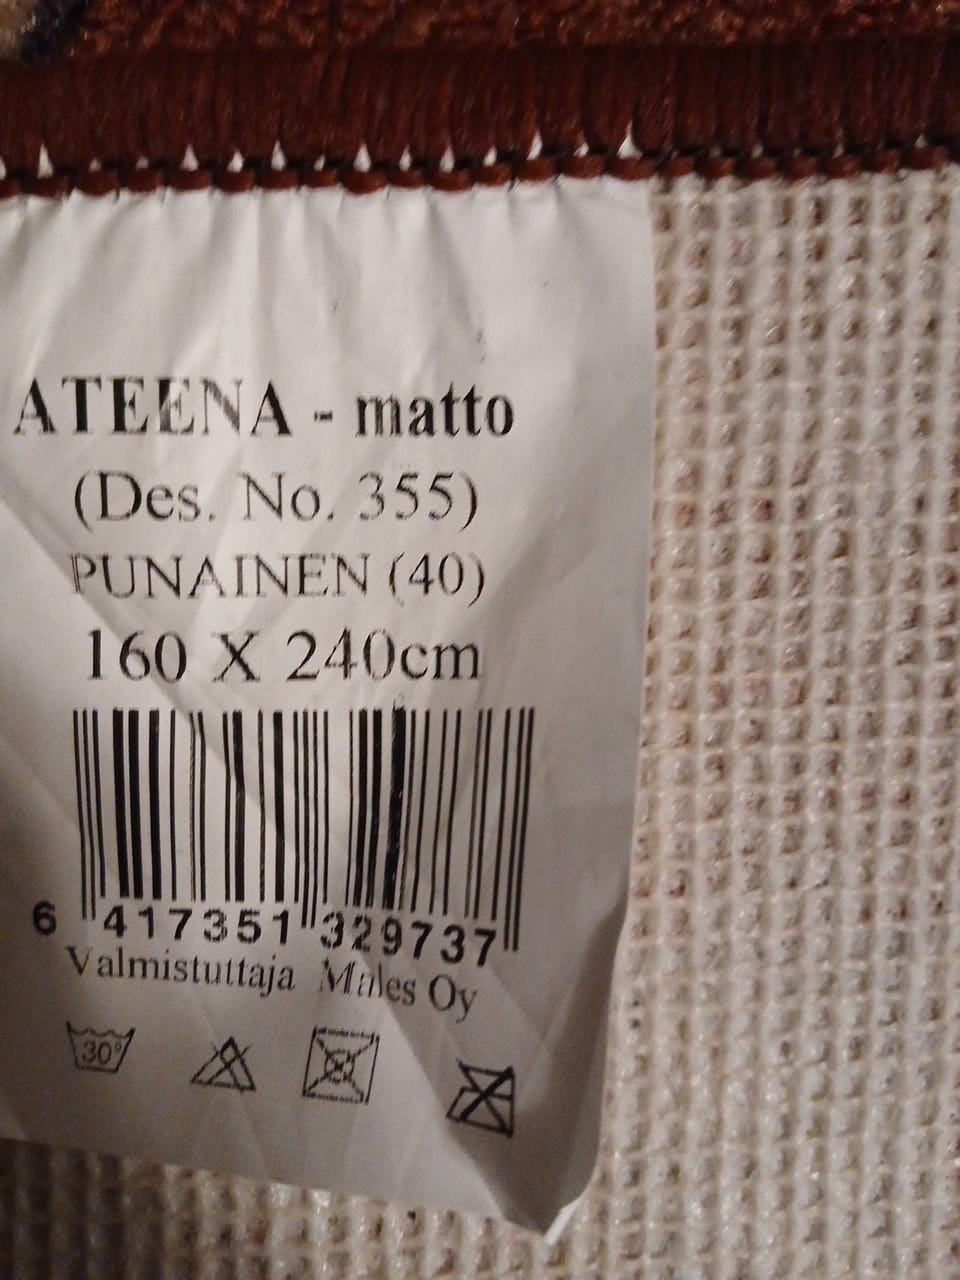 ATEENA - matto
(Des. No. 355)
PUNAINEN (40)
160 X 240cm
6 417351 329737
Valmistuttaja Males Oy
30°